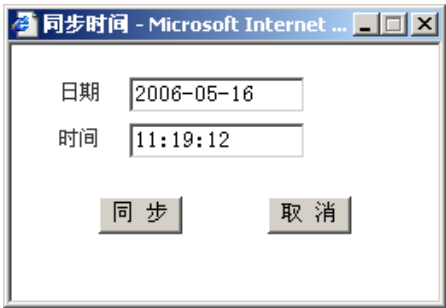 同步时间 - Microsoft Internet ...
日期 2006-05-16
时间 11:19:12
同 步 取 消